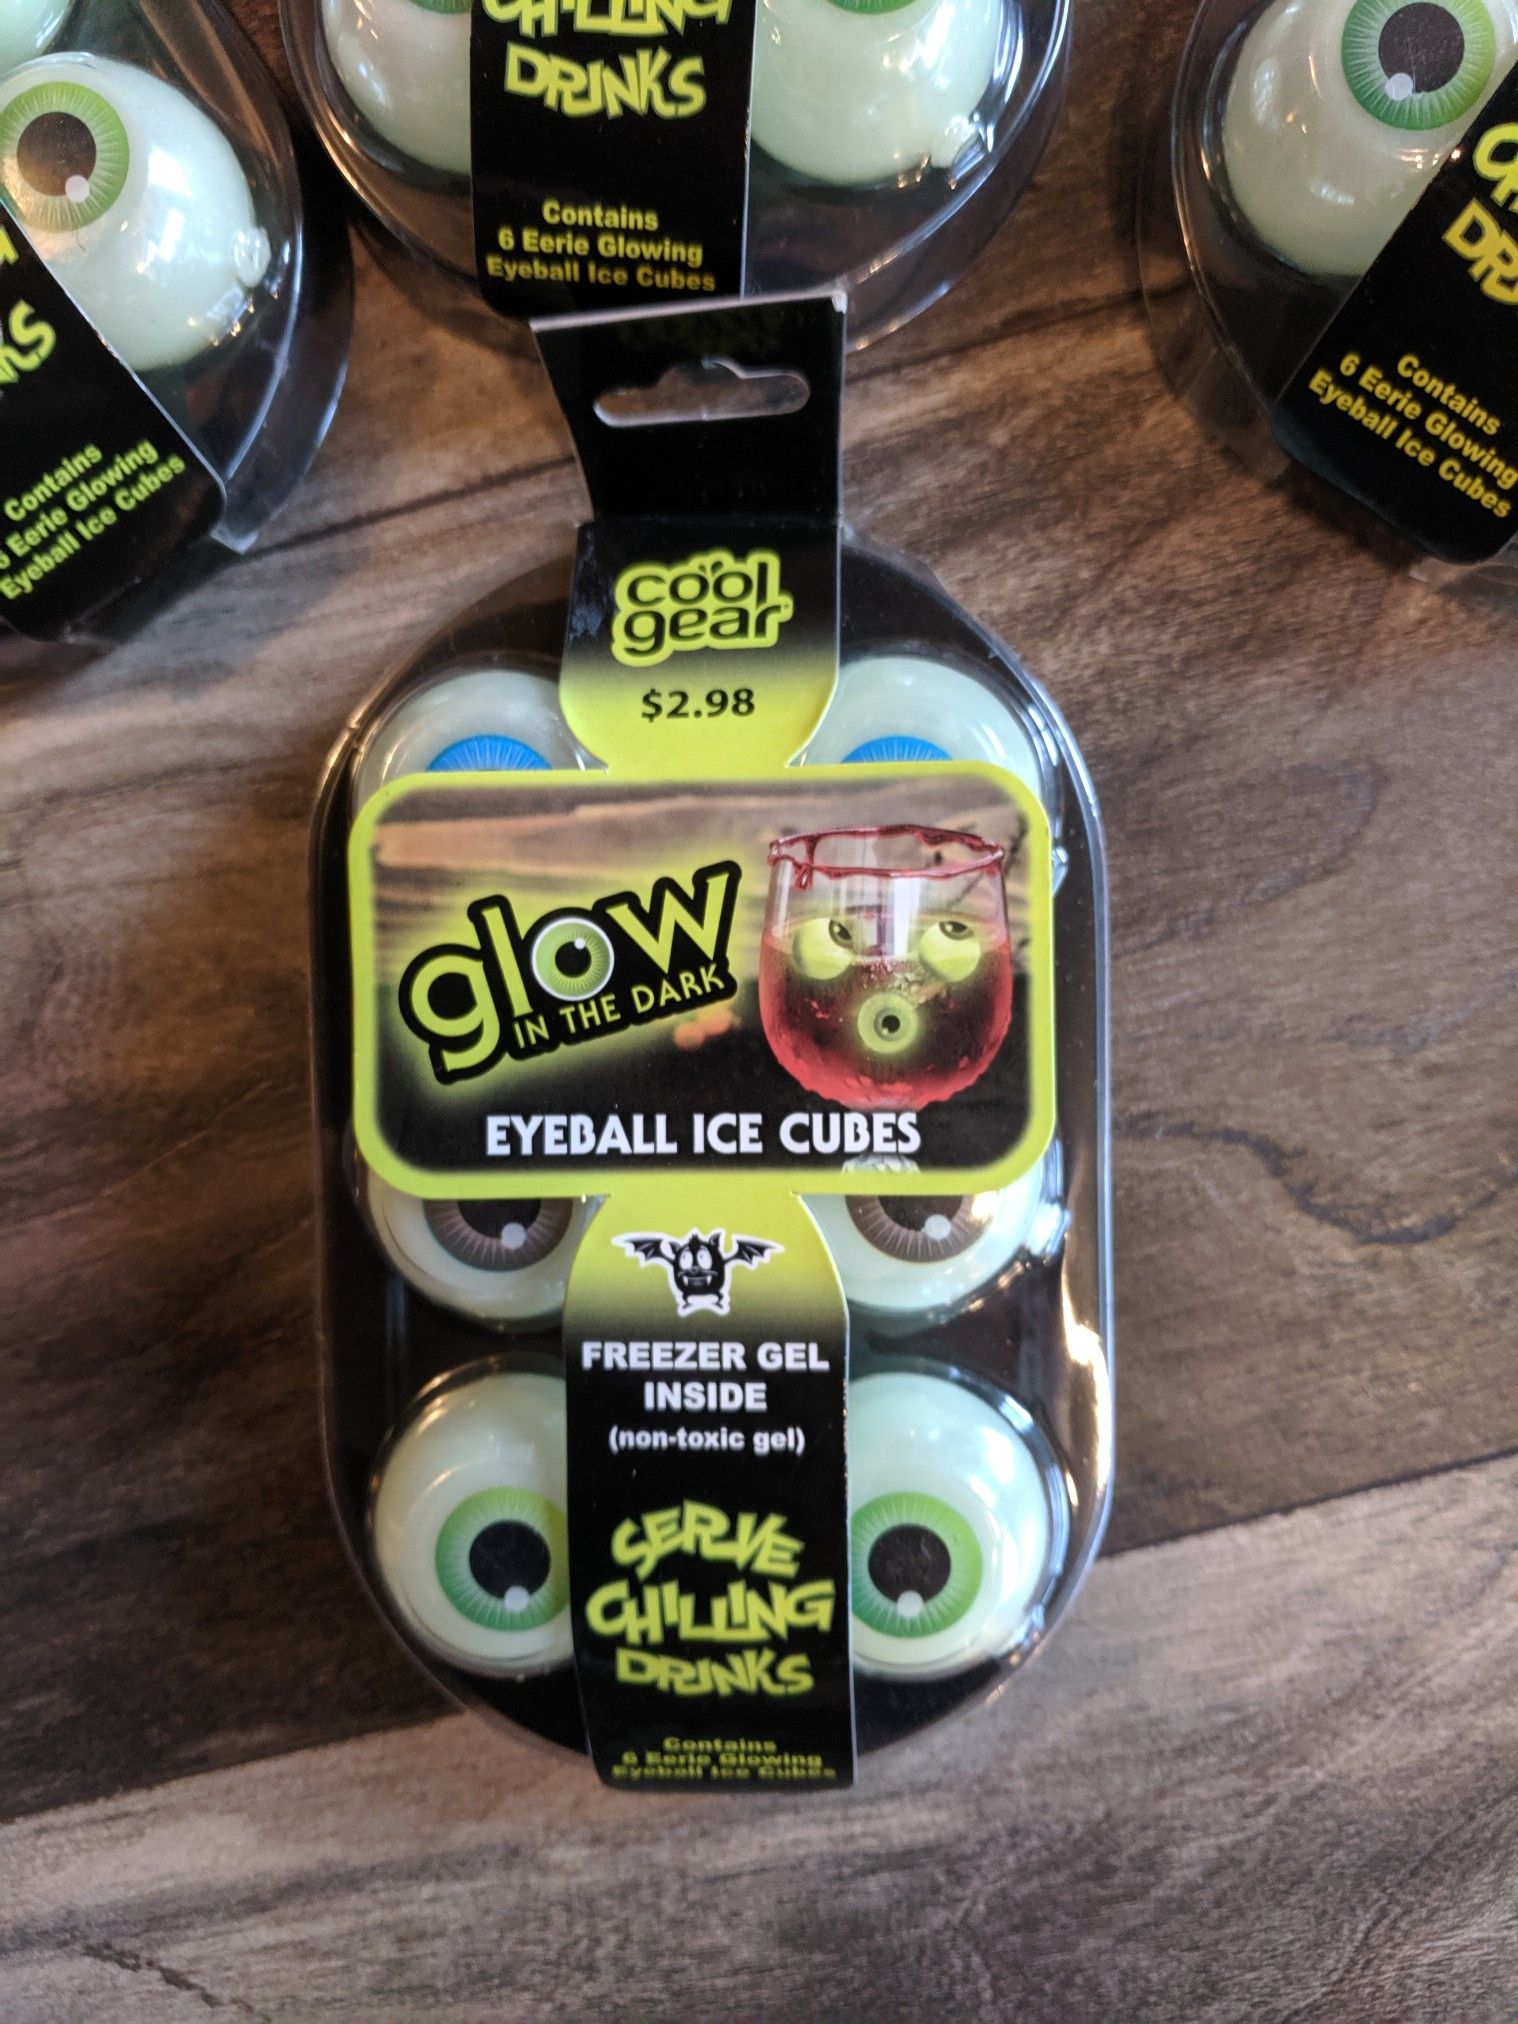 CHILLING
DRINKS
Contains
6 Eerie Glowing
Eyeball Ice Cubes
Contains
Eerie Glowing
Eyeball Ice Cubes
Contains
6 Eerie Glowing
Eyeball Ice Cubes
cool
gear
$2.98
glow
IN THE DARK
EYEBALL ICE CUBES
FREEZER GEL
INSIDE
(non-toxic gel)
SERVE
CHILLING
DRINKS
Contains
6 Eerie Glowing
Eyeball Ice Cubes